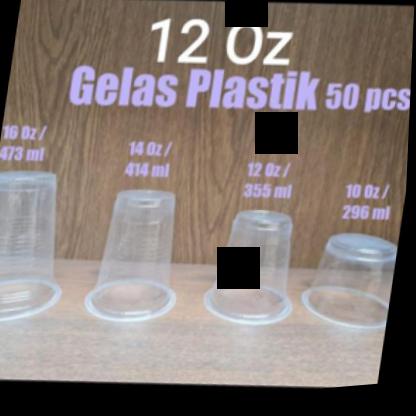 12 Oz
Gelas Plastik 50 pcs
16 Oz /
473 ml
14 Oz /
414 ml
12 Oz /
355 ml
10 Oz /
296 ml